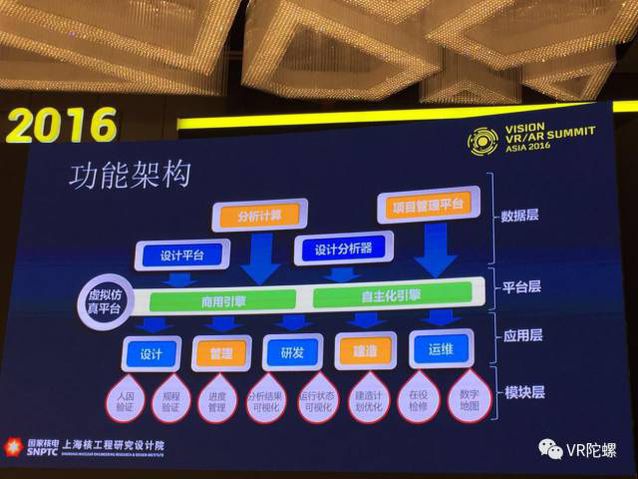 2016
VISION
VR/AR SUMMIT
ASIA 2016
功能架构
分析计算
项目管理平台
数据层
设计平台
设计分析器
虚拟仿
真平台
商用引擎
自主化引擎
平台层
设计
管理
研发
建造
运维
应用层
人因
验证
规程
验证
进度
管理
分析结果
可视化
运行状态
可视化
建造计
划优化
在役
检修
数字
地图
模块层
国家核电
SNPTC
上海核工程研究设计院
SHANGHAI NUCLEAR ENGINEERING RESEARCH & DESIGN INSTITUTE
VR陀螺